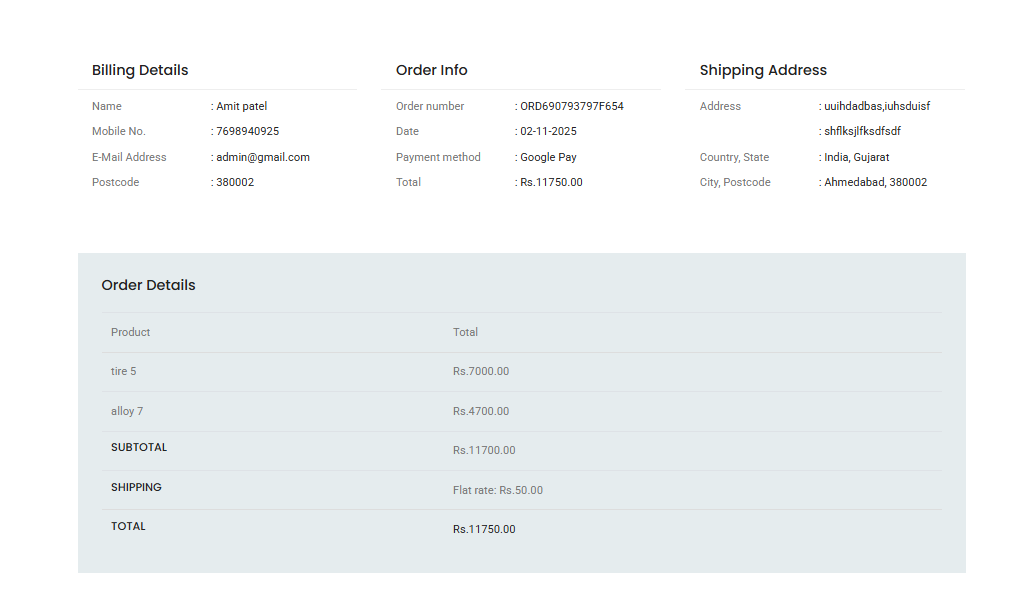 Billing Details
Name : Amit patel
Mobile No. : 7698940925
E-Mail Address : admin@gmail.com
Postcode : 380002
Order Info
Order number : ORD690793797F654
Date : 02-11-2025
Payment method : Google Pay
Total : Rs.11750.00
Shipping Address
Address : uuihdadbas,iuhsduisf
: shflksjlfksdfsdf
Country, State : India, Gujarat
City, Postcode : Ahmedabad, 380002
Order Details
Product Total
tire 5 Rs.7000.00
alloy 7 Rs.4700.00
SUBTOTAL Rs.11700.00
SHIPPING Flat rate: Rs.50.00
TOTAL Rs.11750.00